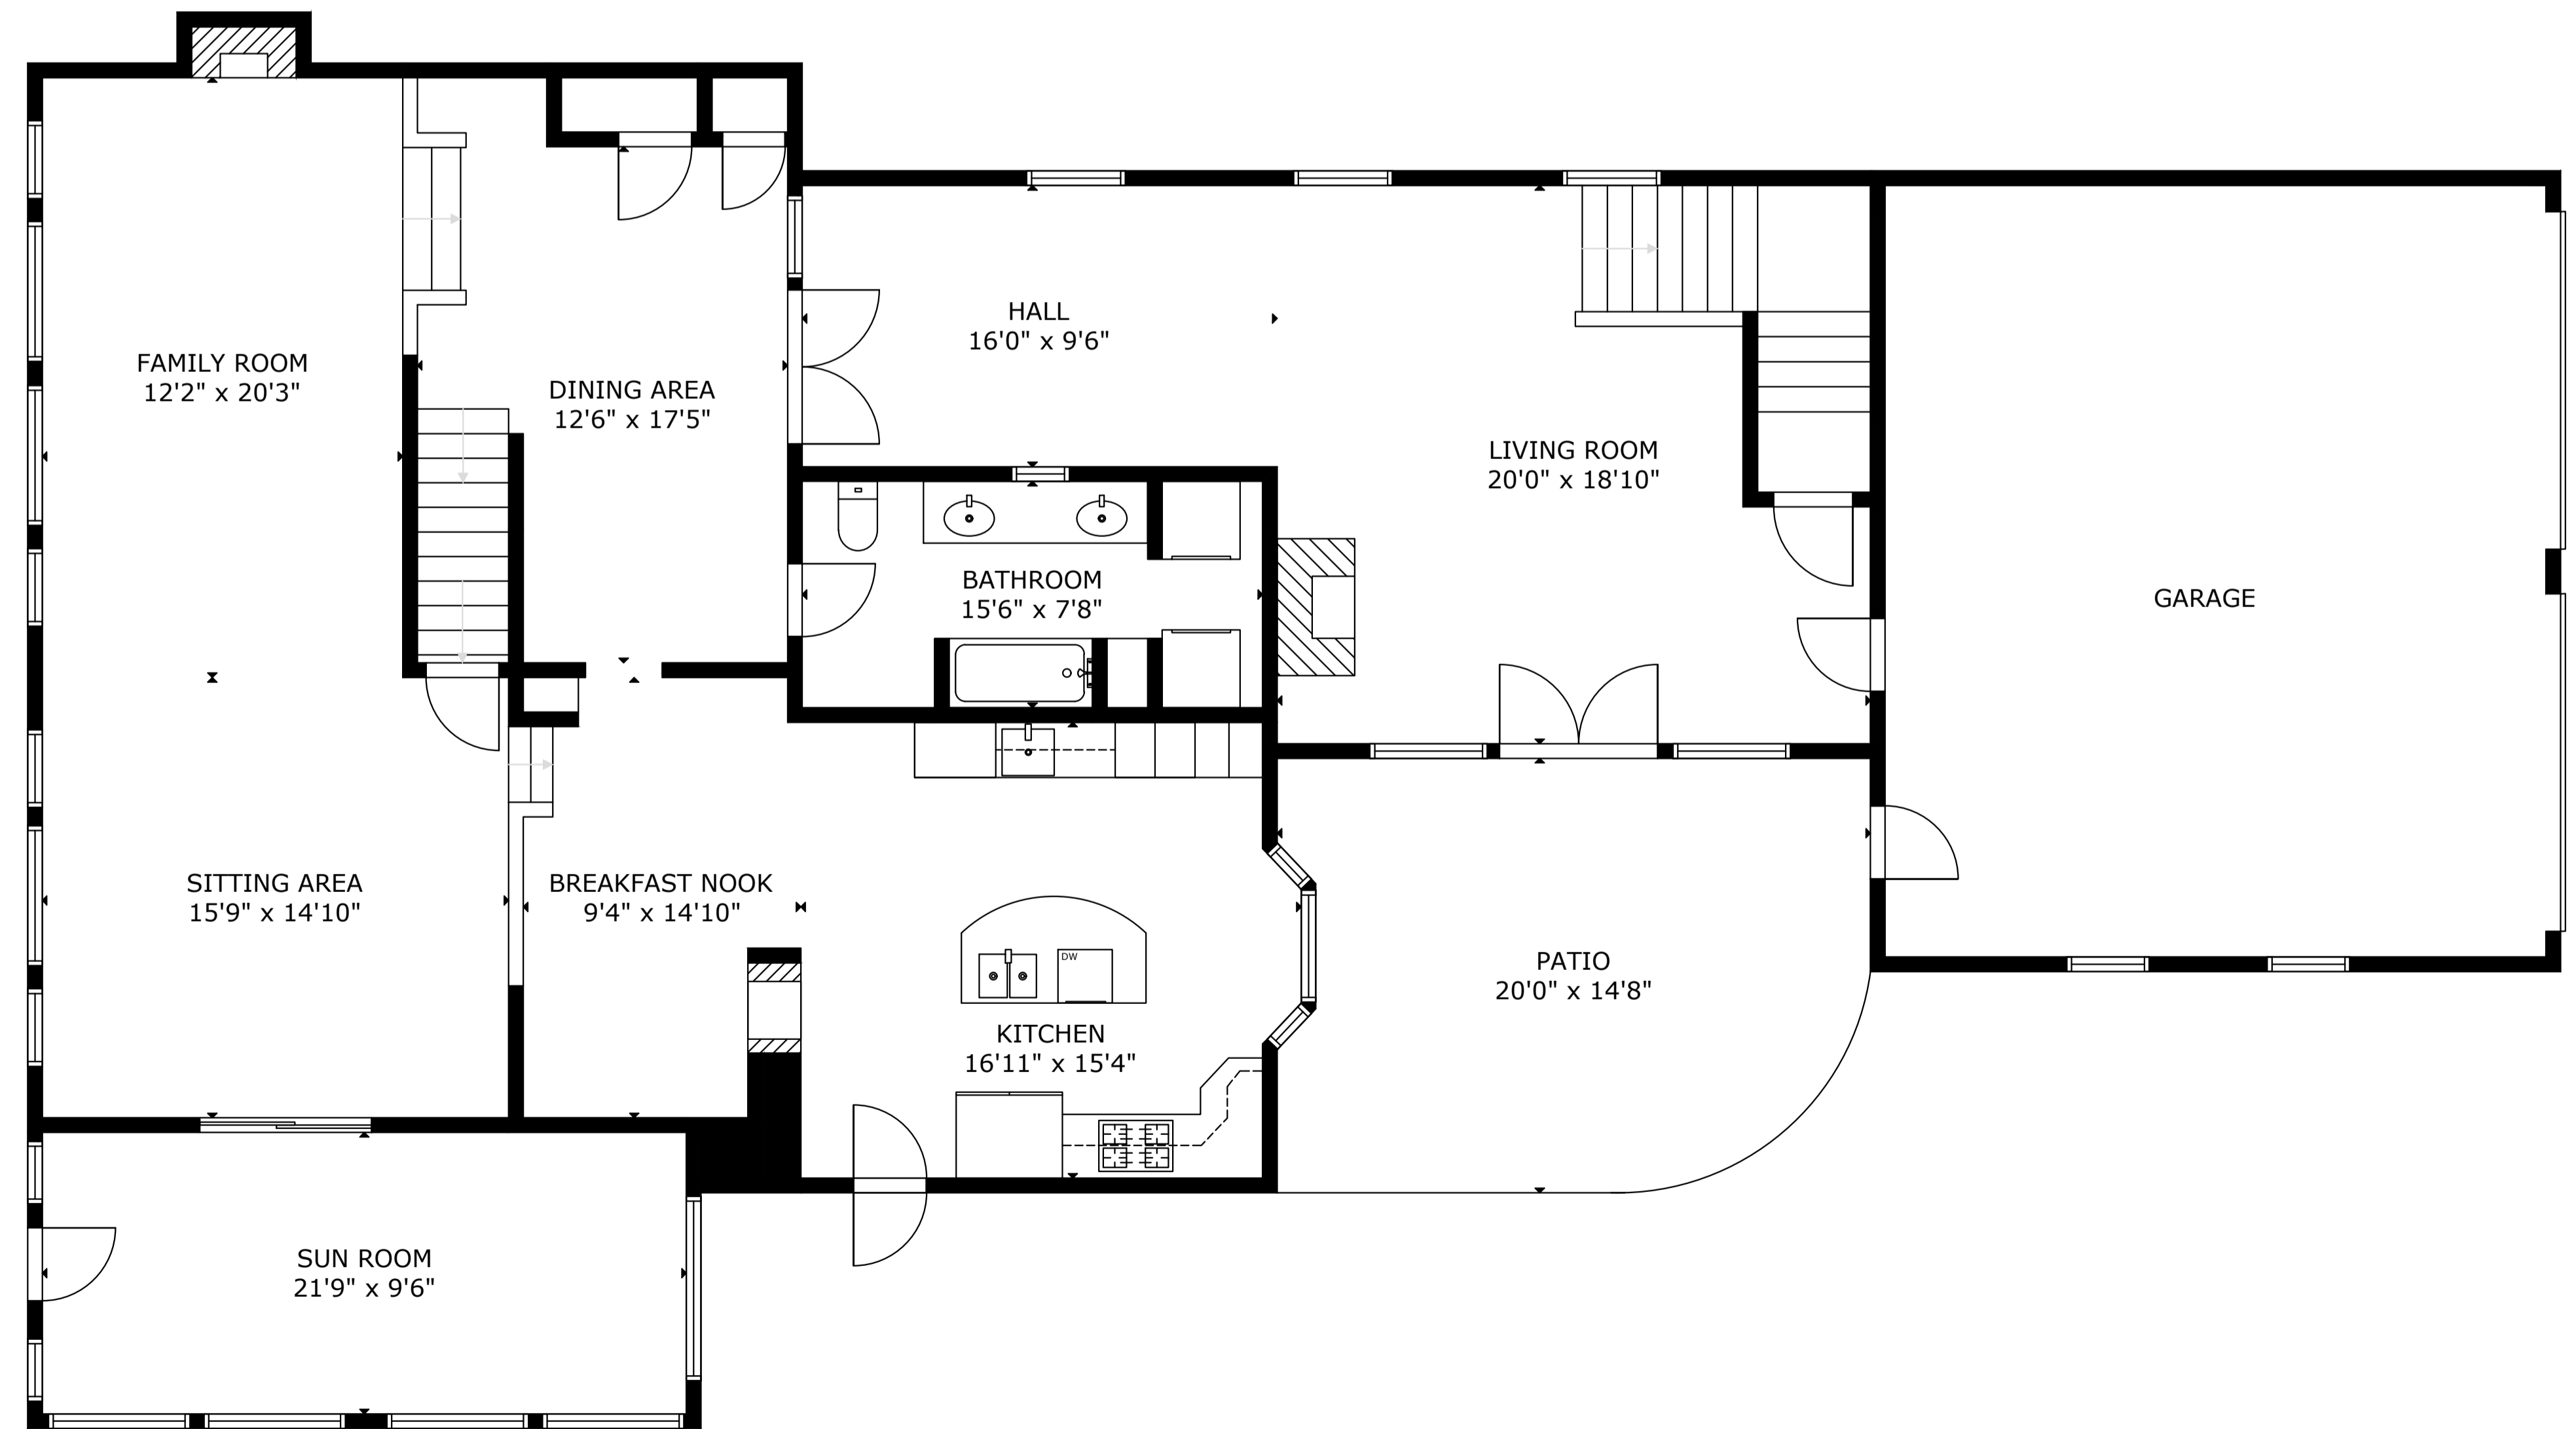 FAMILY ROOM
12'2" x 20'3"
DINING AREA
12'6" x 17'5"
HALL
16'0" x 9'6"
LIVING ROOM
20'0" x 18'10"
BATHROOM
15'6" x 7'8"
GARAGE
SITTING AREA
15'9" x 14'10"
BREAKFAST NOOK
9'4" x 14'10"
DW
KITCHEN
16'11" x 15'4"
PATIO
20'0" x 14'8"
SUN ROOM
21'9" x 9'6"